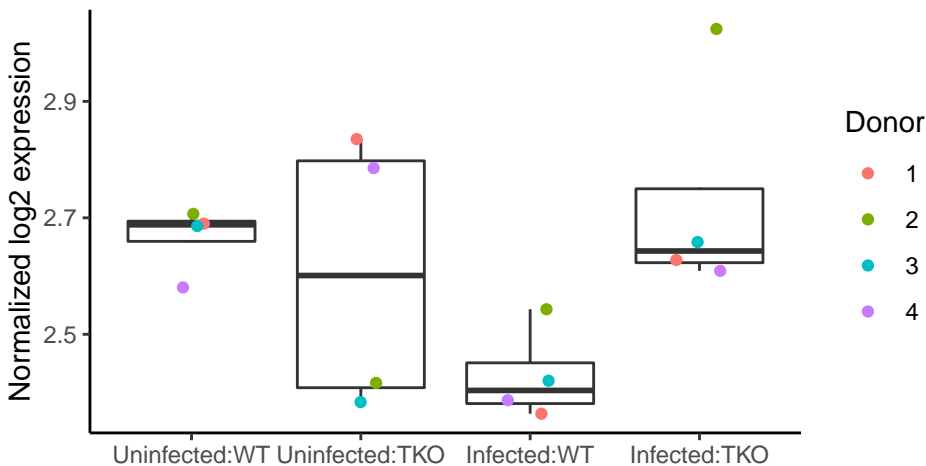 Normalized log2 expression
2.9
2.7
2.5
Uninfected:WT Uninfected:TKO Infected:WT Infected:TKO
Donor
1
2
3
4